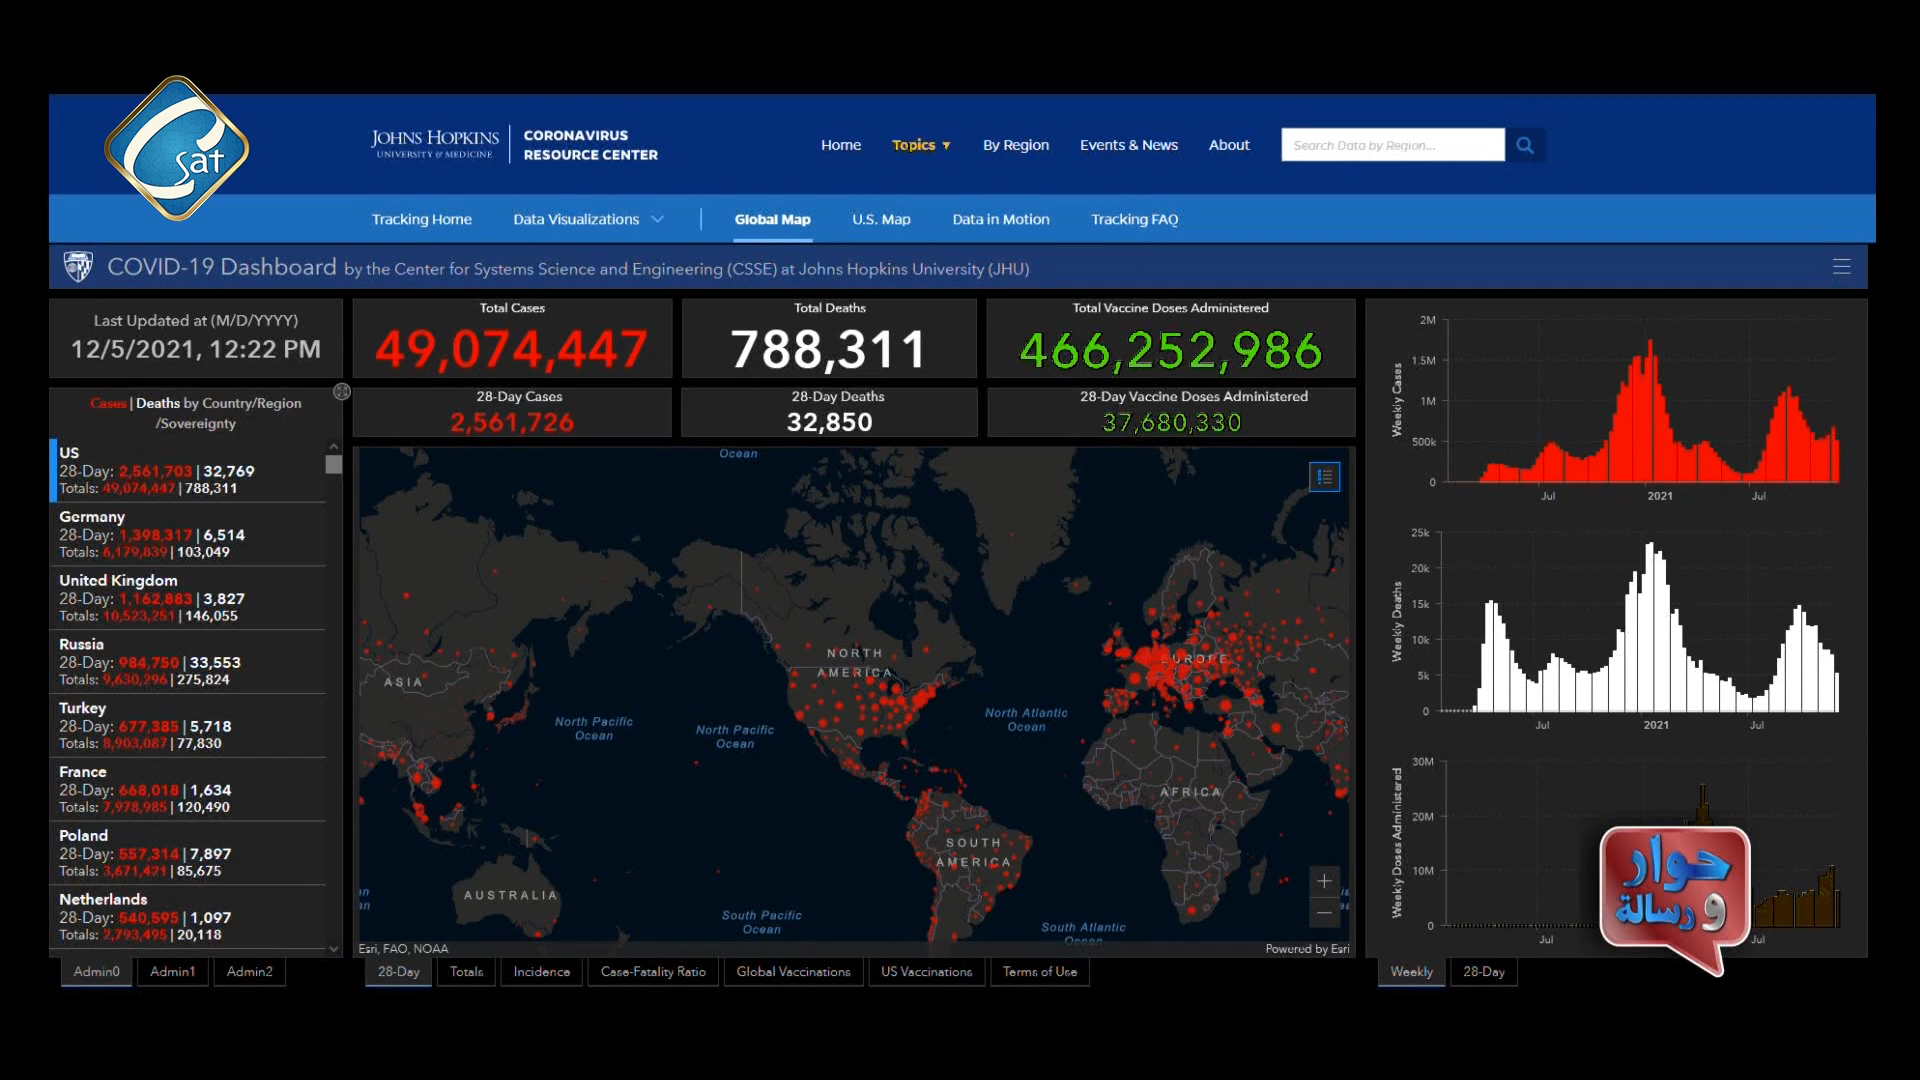 C sat
JOHNS HOPKINS
UNIVERSITY & MEDICINE
CORONAVIRUS
RESOURCE CENTER
Home
Topics ▼
By Region
Events & News
About
Search Data by Region...
Tracking Home
Data Visualizations
Global Map
U.S. Map
Data in Motion
Tracking FAQ
COVID-19 Dashboard by the Center for Systems Science and Engineering (CSSE) at Johns Hopkins University (JHU)
Last Updated at (M/D/YYYY)
12/5/2021, 12:22 PM
Total Cases
49,074,447
Total Deaths
788,311
Total Vaccine Doses Administered
466,252,986
28-Day Cases
2,561,726
28-Day Deaths
32,850
28-Day Vaccine Doses Administered
37,680,330
Cases | Deaths by Country/Region
/Sovereignty
US
28-Day: 2,561,703 | 32,769
Totals: 49,074,447 | 788,311
Germany
28-Day: 1,398,317 | 6,514
Totals: 6,179,839 | 103,049
United Kingdom
28-Day: 1,162,883 | 3,827
Totals: 10,523,251 | 146,055
Russia
28-Day: 984,750 | 33,553
Totals: 9,630,296 | 275,824
Turkey
28-Day: 677,385 | 5,718
Totals: 8,903,087 | 77,830
France
28-Day: 668,018 | 1,634
Totals: 7,978,985 | 120,490
Poland
28-Day: 557,314 | 7,897
Totals: 3,671,421 | 85,675
Netherlands
28-Day: 540,595 | 1,097
Totals: 2,793,495 | 20,118
Admin0
Admin1
Admin2
Ocean
NORTH
AMERICA
EUROPE
ASIA
North Pacific
Ocean
North Pacific
Ocean
North Atlantic
Ocean
AFRICA
SOUTH
AMERICA
AUSTRALIA
South Pacific
Ocean
South Atlantic
Ocean
Esri, FAO, NOAA
Powered by Esri
28-Day
Totals
Incidence
Case-Fatality Ratio
Global Vaccinations
US Vaccinations
Terms of Use
Weekly Cases
2M
1.5M
1M
500k
0
Jul
2021
Jul
Weekly Deaths
25k
20k
15k
10k
5k
0
Jul
2021
Jul
Weekly Doses Administered
30M
20M
10M
0
Jul
Jul
حوار
و رسالة
Weekly
28-Day